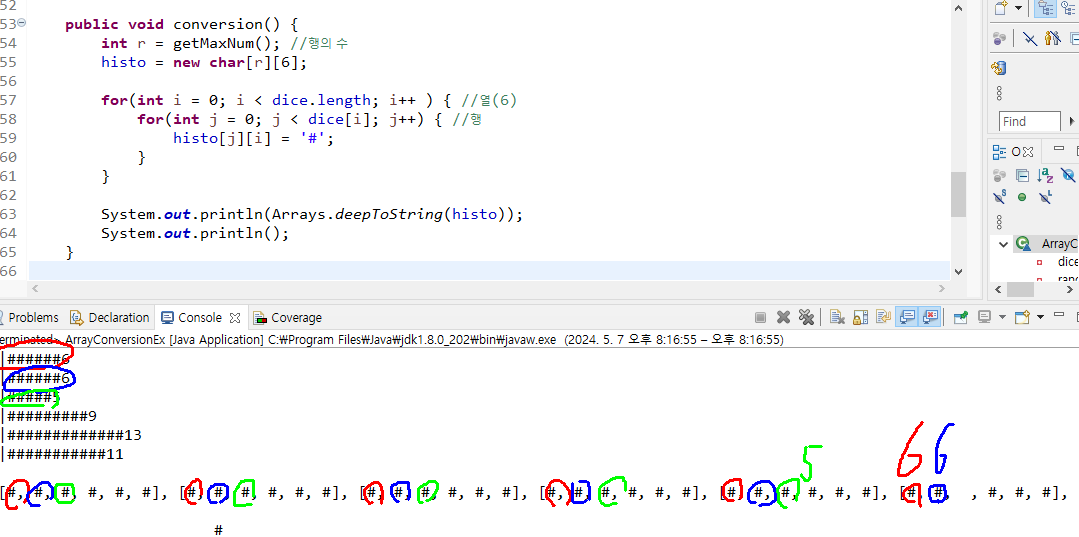 52
53 public void conversion() {
54 int r = getMaxNum(); //행의 수
55 histo = new char[r][6];
56
57 for(int i = 0; i < dice.length; i++ ) { //열(6)
58 for(int j = 0; j < dice[i]; j++) { //행
59 histo[j][i] = '#';
60 }
61 }
62
63 System.out.println(Arrays.deepToString(histo));
64 System.out.println();
65 }
66
Find
ArrayC
dice
Problems Declaration Console Coverage
erminated> ArrayConversionEx [Java Application] C:₩Program Files₩Java₩jdk1.8.0_202₩bin₩javaw.exe (2024. 5. 7 오후 8:16:55 – 오후 8:16:55)
|######6
|######6
|#####5
|#########9
|#############13
|###########11
5 6 6
[#, #, #, #, #, #], [#, #, #, #, #, #], [#, #, #, #, #, #], [#, #, #, #, #, #], [#, #, #, #, #, #], [#, #, , #, #, #],
#